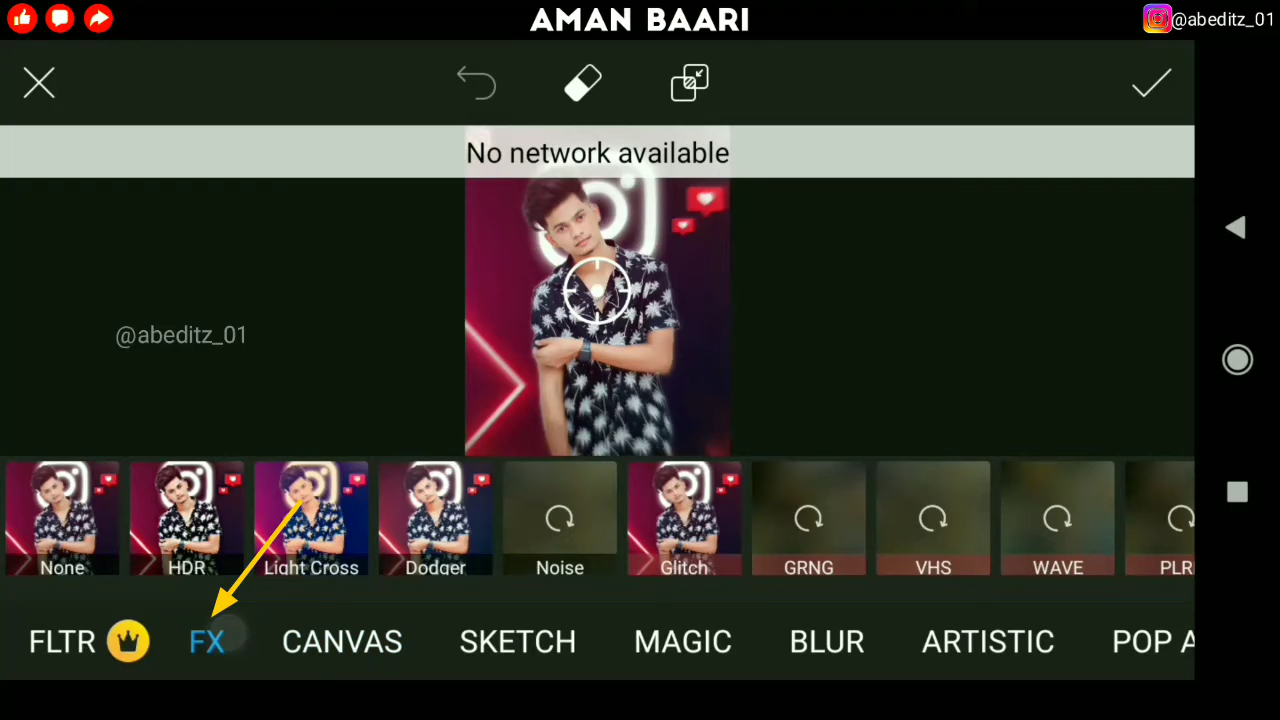 AMAN BAARI
@abeditz_01
No network available
@abeditz_01
None
HDR
Light Cross
Dodger
Noise
Glitch
GRNG
VHS
WAVE
PLR
FLTR
FX
CANVAS
SKETCH
MAGIC
BLUR
ARTISTIC
POP A